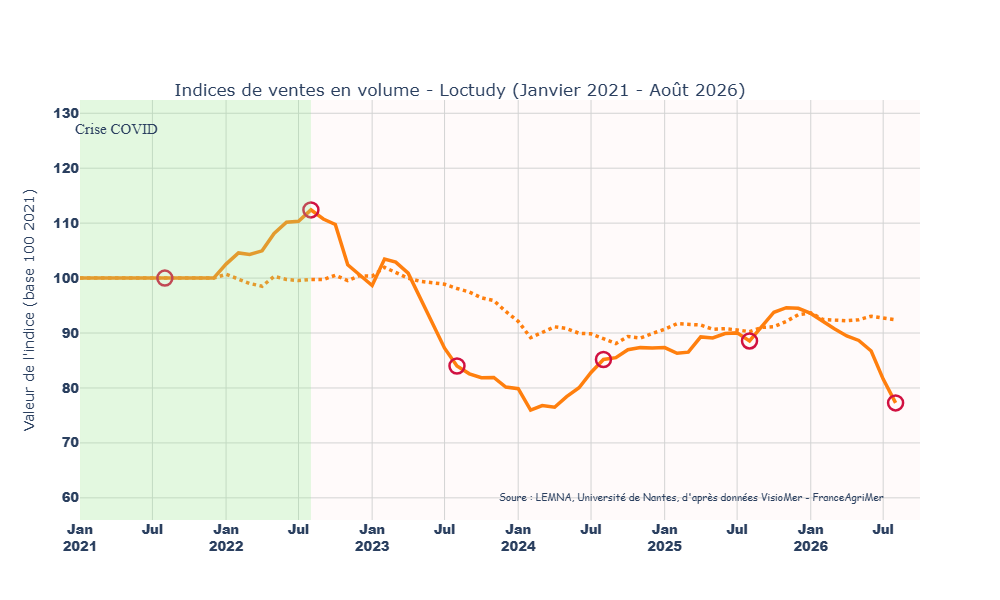 Indices de ventes en volume - Loctudy (Janvier 2021 - Août 2026)
Crise COVID
Valeur de l'indice (base 100 2021)
130
120
110
100
90
80
70
60
Soure : LEMNA, Université de Nantes, d'après données VisioMer - FranceAgriMer
Jan Jul Jan Jul Jan Jul Jan Jul Jan Jul Jan Jul
2021 2022 2023 2024 2025 2026